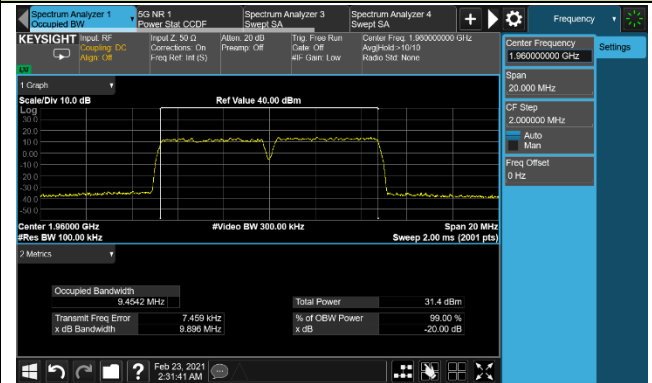 Spectrum Analyzer 1
Occupied BW
5G NR 1
Power Stat CCDF
Spectrum Analyzer 3
Swept SA
Spectrum Analyzer 4
Swept SA
Frequency
KEYSIGHT
Input: RF
Coupling: DC
Align: Off
Input Z: 50 Ω
Corrections: On
Freq Ref: Int (S)
Atten: 20 dB
Preamp: Off
Trig: Free Run
Gate: Off
#IF Gain: Low
Center Freq: 1.960000000 GHz
Avg|Hold:>10/10
Radio Std: None
Center Frequency
1.960000000 GHz
Settings
Span
20.000 MHz
CF Step
2.000000 MHz
Auto
Man
Freq Offset
0 Hz
1 Graph
Scale/Div 10.0 dB
Ref Value 40.00 dBm
Log
30.0
20.0
10.0
0.00
-10.0
-20.0
-30.0
-40.0
-50.0
Center 1.96000 GHz
#Video BW 300.00 kHz
Span 20 MHz
#Res BW 100.00 kHz
Sweep 2.00 ms (2001 pts)
2 Metrics
Occupied Bandwidth
9.4542 MHz
Total Power
31.4 dBm
Transmit Freq Error
7.459 kHz
% of OBW Power
99.00 %
x dB Bandwidth
9.896 MHz
x dB
-20.00 dB
Feb 23, 2021
2:31:41 AM